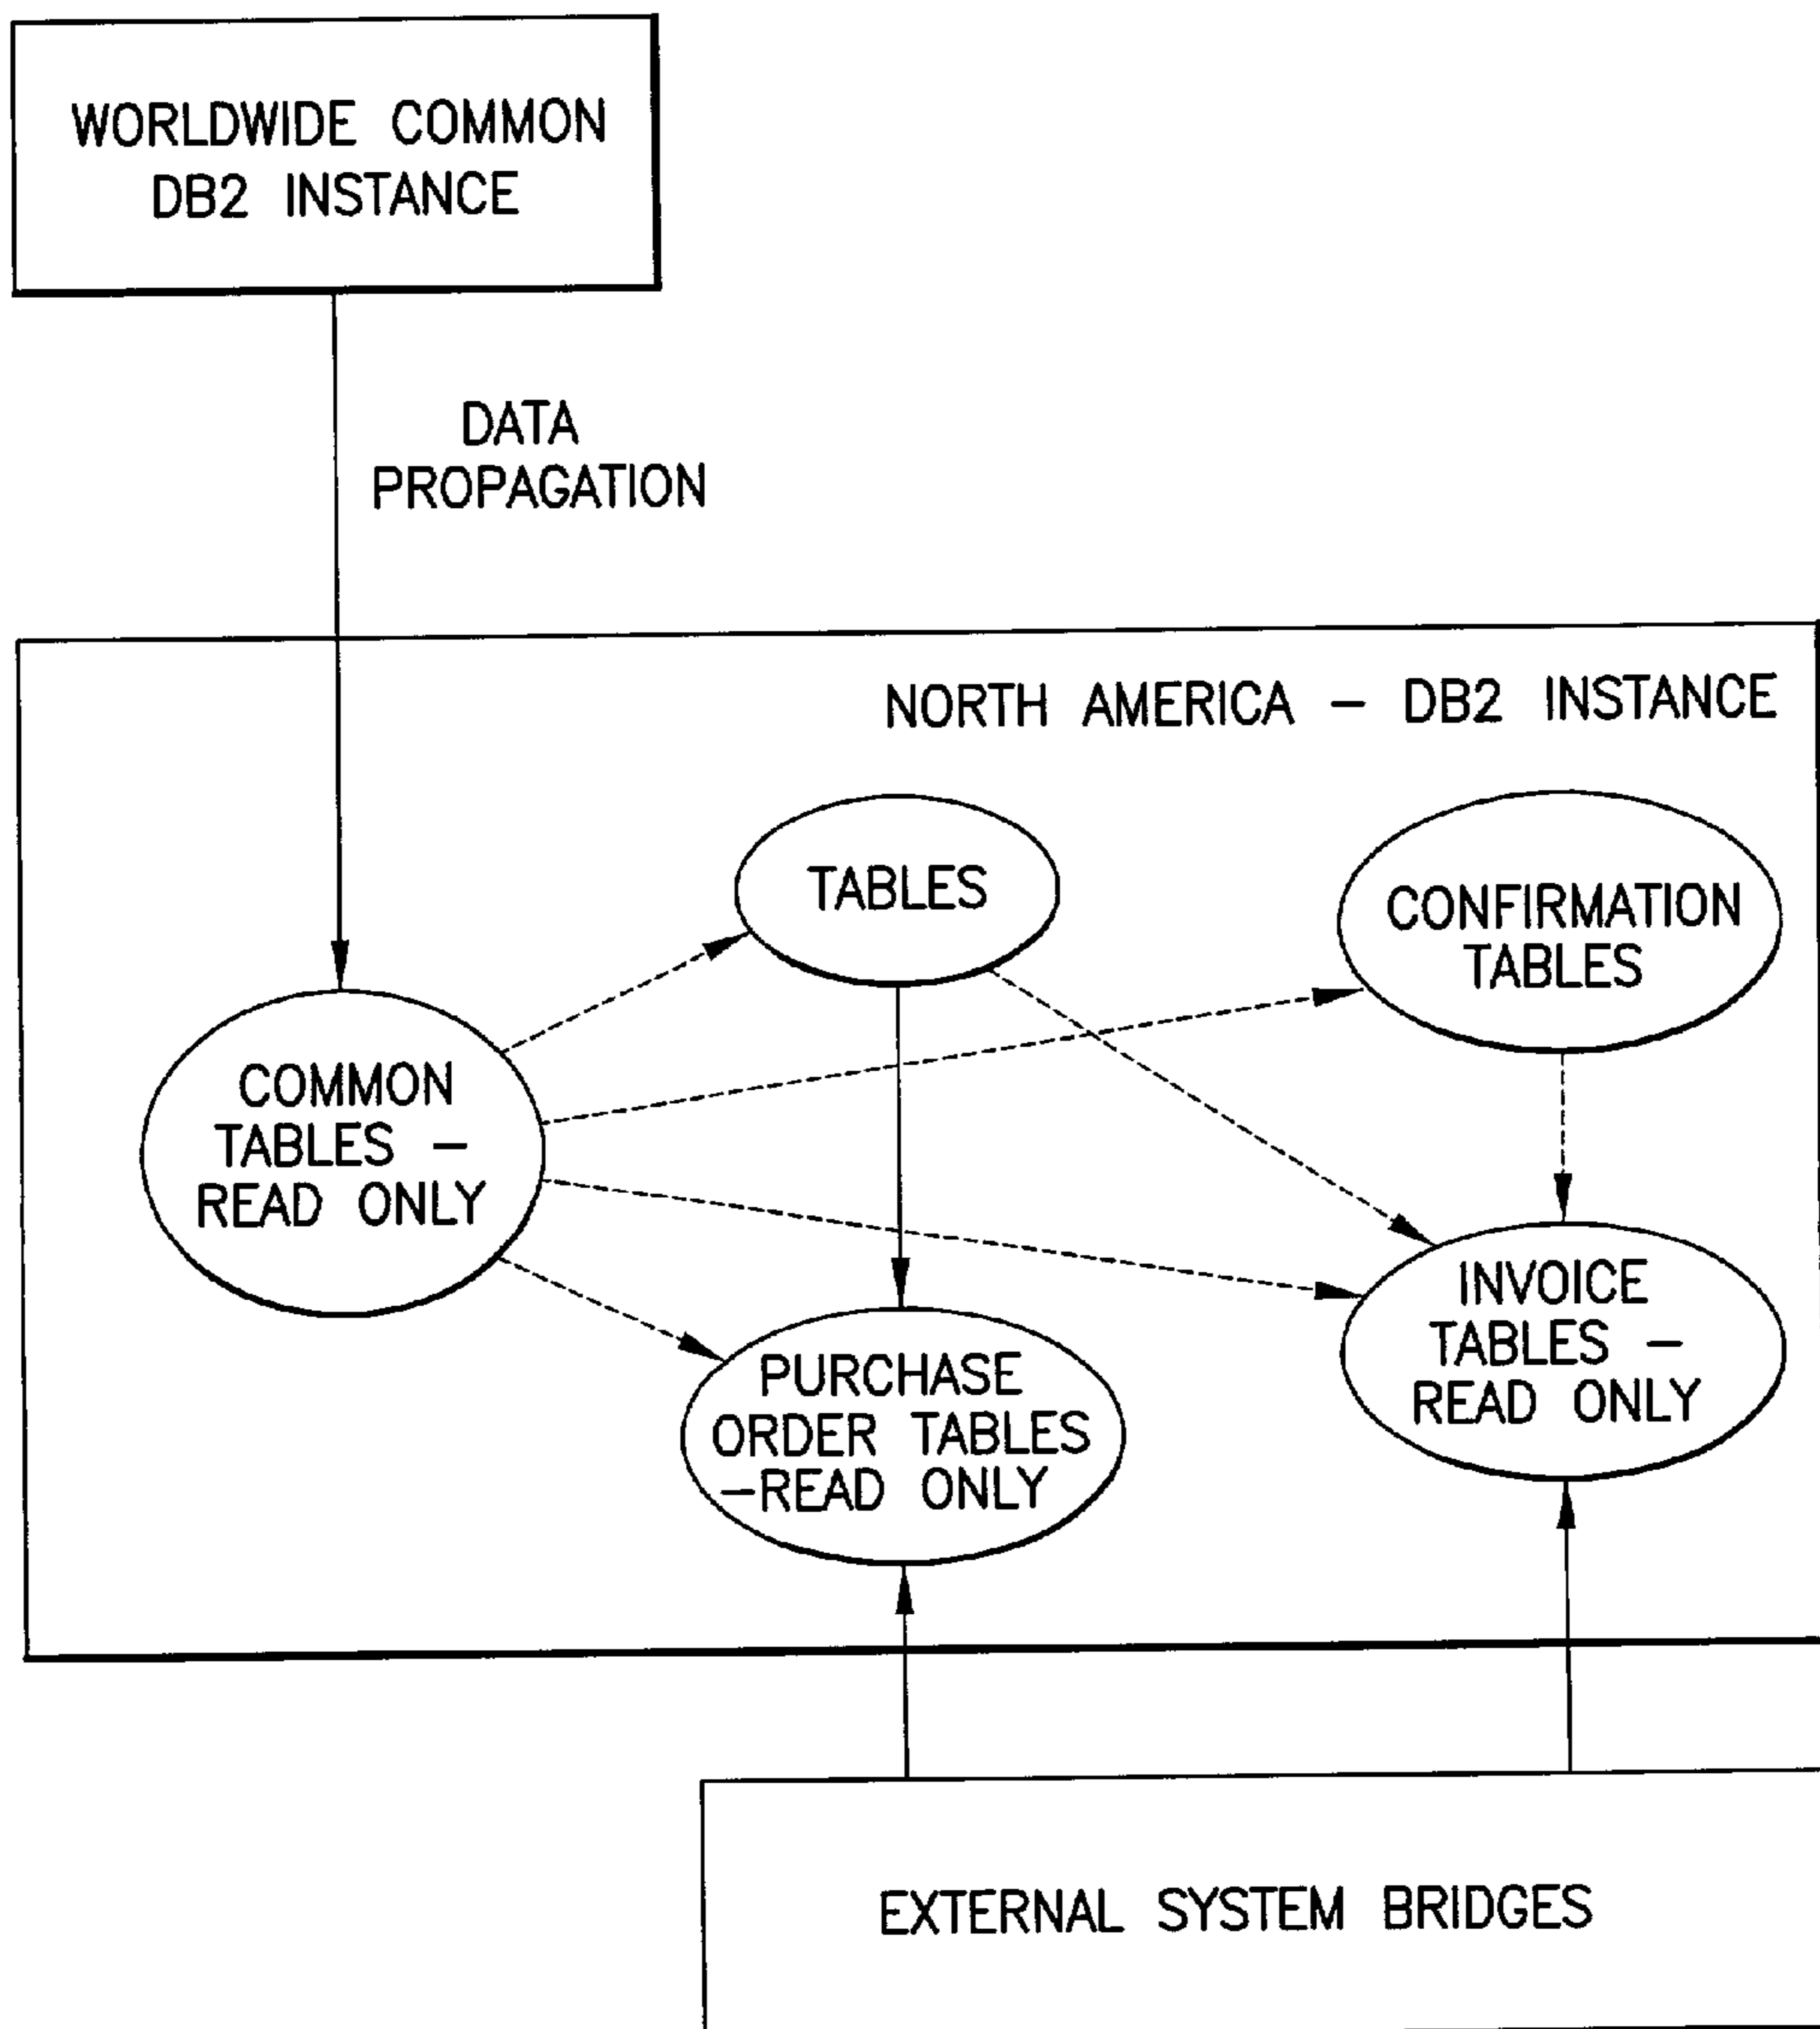 WORLDWIDE COMMON
DB2 INSTANCE
DATA
PROPAGATION
NORTH AMERICA – DB2 INSTANCE
TABLES
CONFIRMATION
TABLES
COMMON
TABLES –
READ ONLY
INVOICE
TABLES –
READ ONLY
PURCHASE
ORDER TABLES
–READ ONLY
EXTERNAL SYSTEM BRIDGES